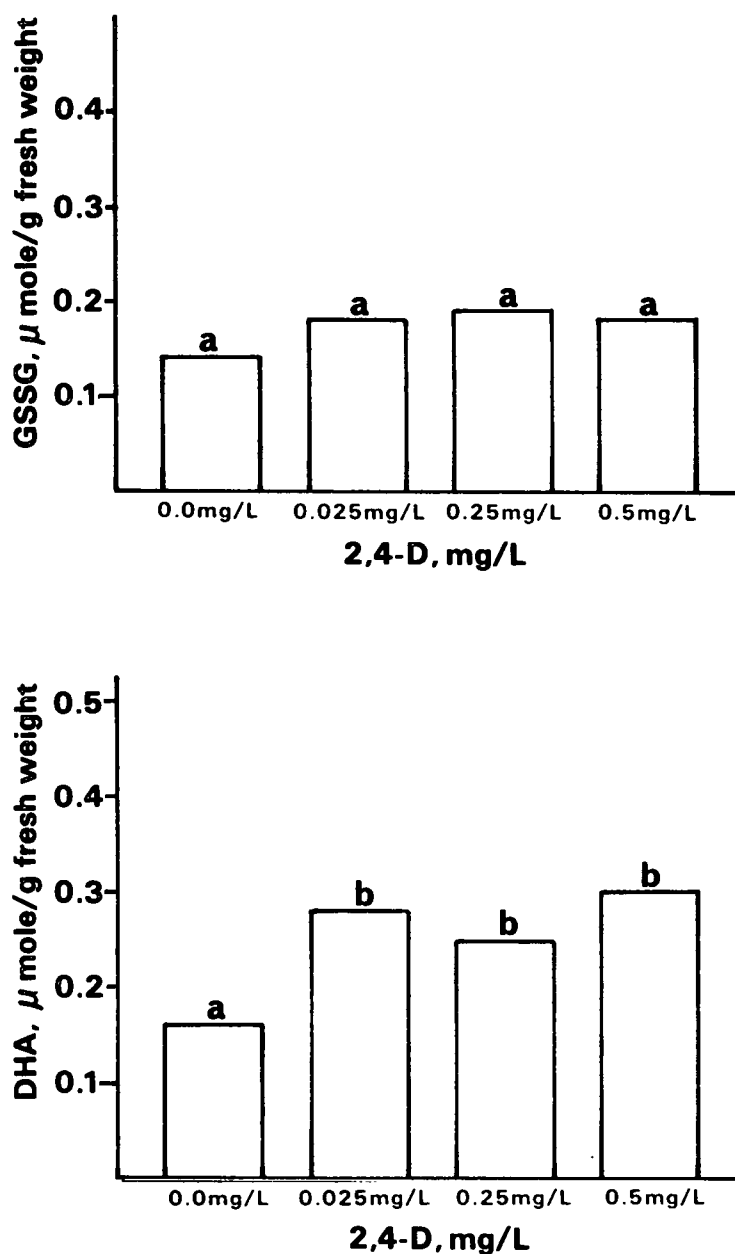 GSSG, μ mole/g fresh weight
0.4
0.3
0.2
0.1
a
a
a
a
0.0mg/L 0.025mg/L 0.25mg/L 0.5mg/L
2,4-D, mg/L
DHA, μ mole/g fresh weight
0.5
0.4
0.3
0.2
0.1
a
b
b
b
0.0mg/L 0.025mg/L 0.25mg/L 0.5mg/L
2,4-D, mg/L